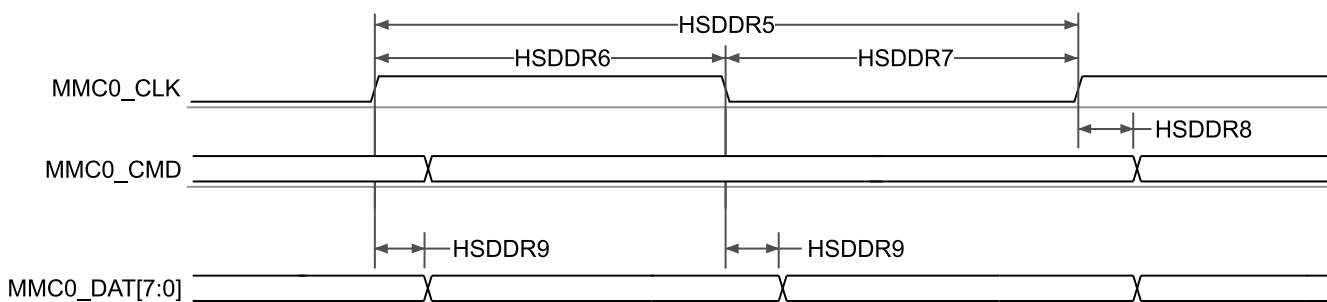 HSDDR5
HSDDR6
HSDDR7
MMC0_CLK
HSDDR8
MMC0_CMD
HSDDR9
HSDDR9
MMC0_DAT[7:0]